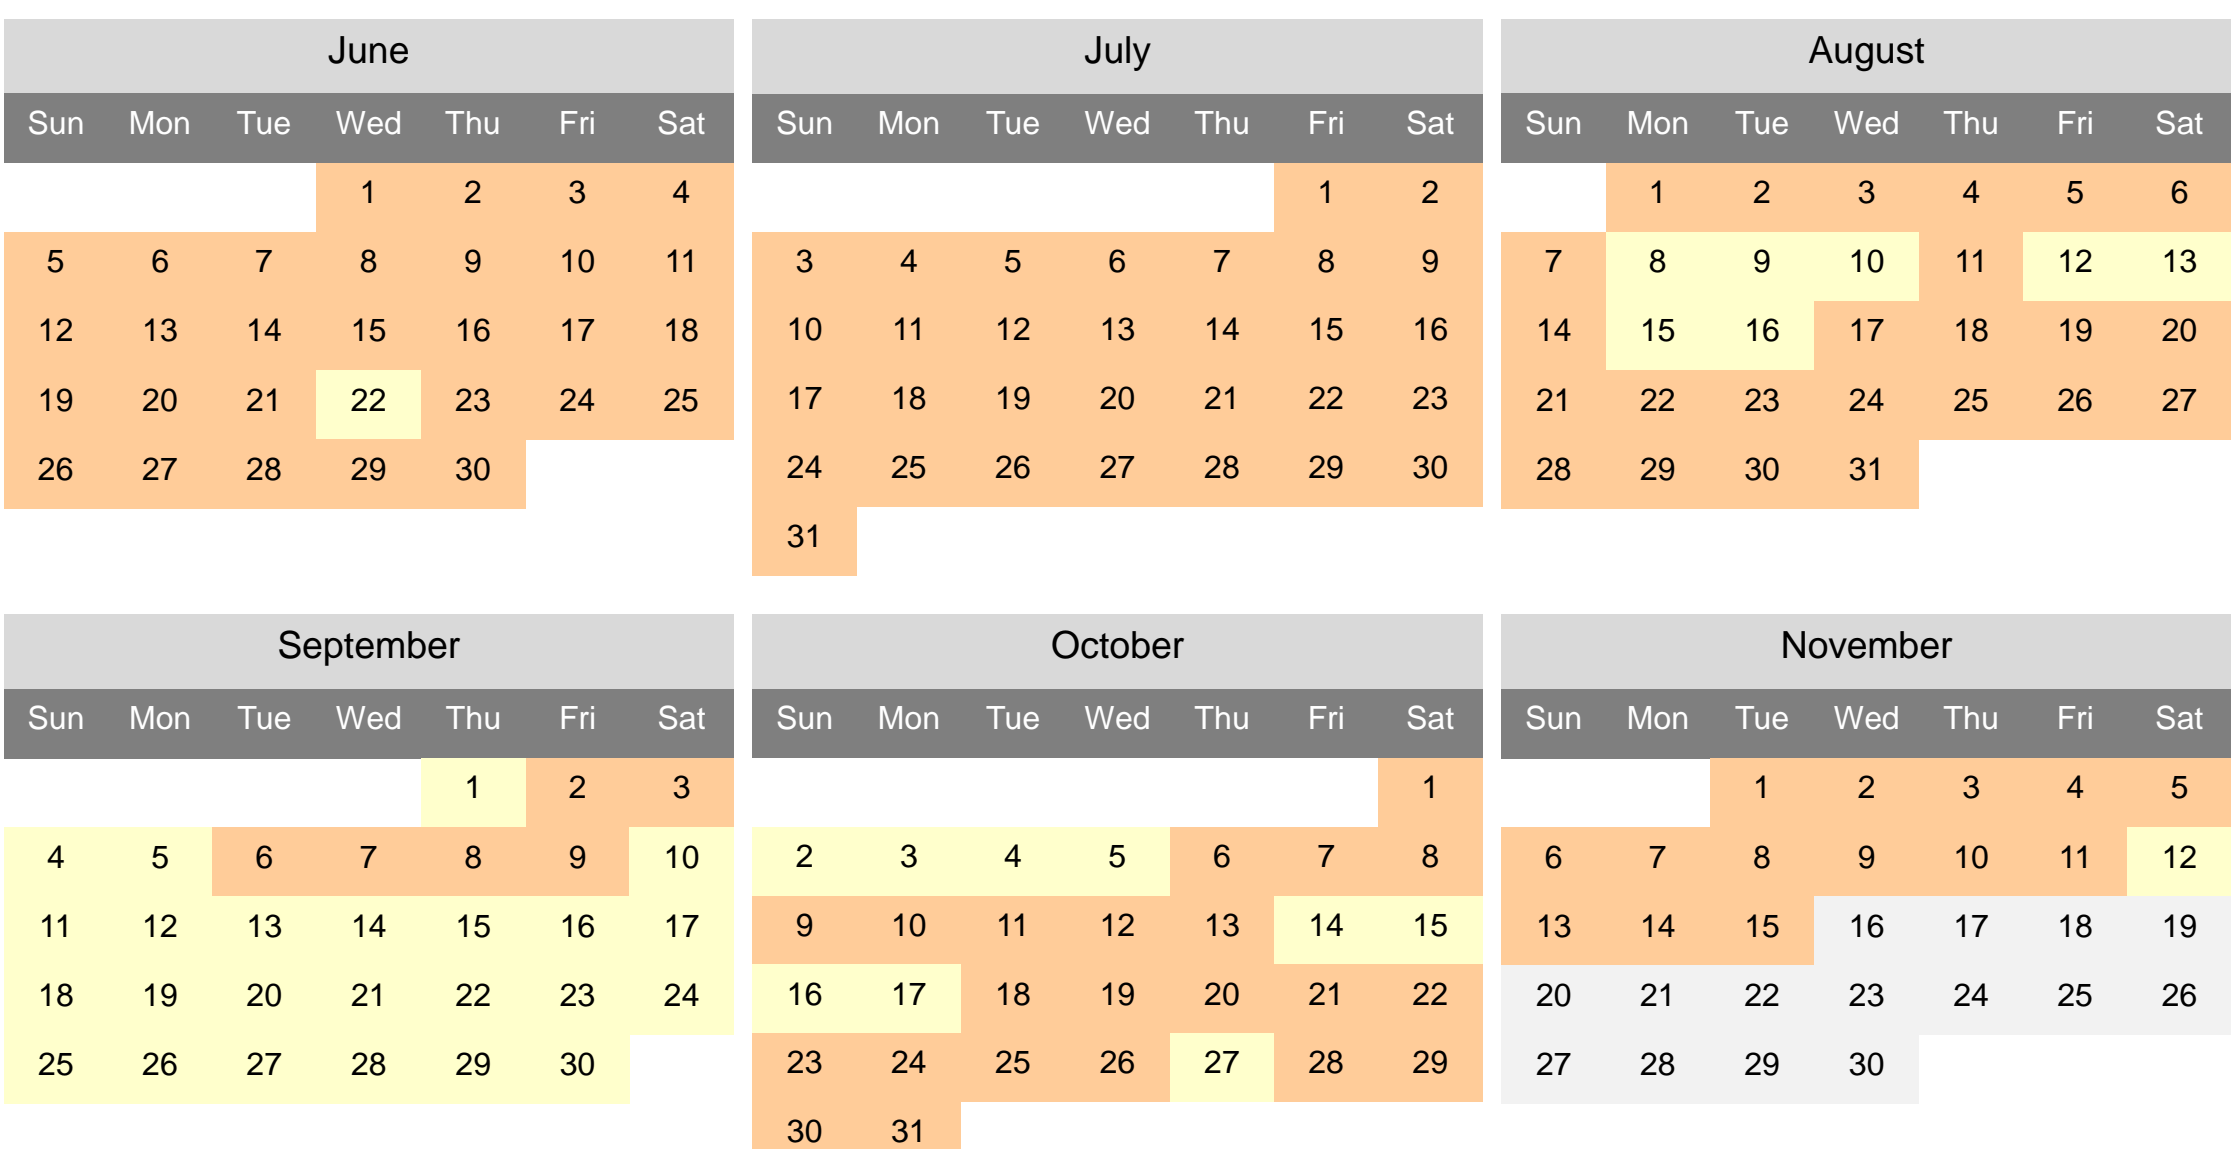 June
Sun Mon Tue Wed Thu Fri Sat
1 2 3 4
5 6 7 8 9 10 11
12 13 14 15 16 17 18
19 20 21 22 23 24 25
26 27 28 29 30
July
Sun Mon Tue Wed Thu Fri Sat
1 2
3 4 5 6 7 8 9
10 11 12 13 14 15 16
17 18 19 20 21 22 23
24 25 26 27 28 29 30
31
August
Sun Mon Tue Wed Thu Fri Sat
1 2 3 4 5 6
7 8 9 10 11 12 13
14 15 16 17 18 19 20
21 22 23 24 25 26 27
28 29 30 31
September
Sun Mon Tue Wed Thu Fri Sat
1 2 3
4 5 6 7 8 9 10
11 12 13 14 15 16 17
18 19 20 21 22 23 24
25 26 27 28 29 30
October
Sun Mon Tue Wed Thu Fri Sat
1
2 3 4 5 6 7 8
9 10 11 12 13 14 15
16 17 18 19 20 21 22
23 24 25 26 27 28 29
30 31
November
Sun Mon Tue Wed Thu Fri Sat
1 2 3 4 5
6 7 8 9 10 11 12
13 14 15 16 17 18 19
20 21 22 23 24 25 26
27 28 29 30